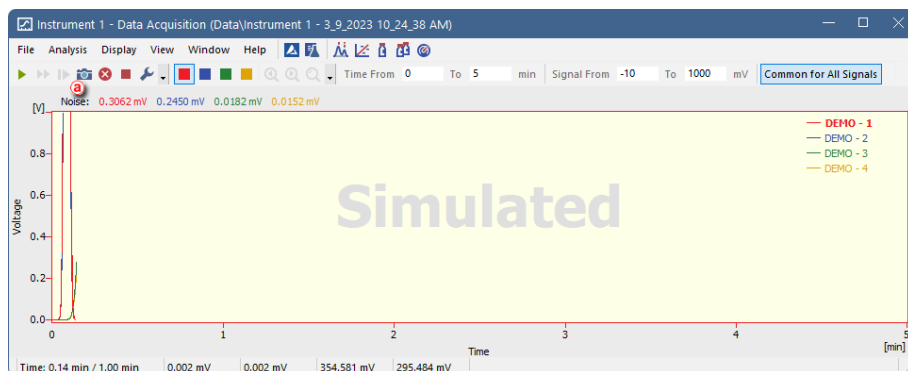 Instrument 1 - Data Acquisition (Data\Instrument 1 - 3_9_2023 10_24_38 AM)
File Analysis Display View Window Help
Time From 0 To 5 min Signal From -10 To 1000 mV Common for All Signals
a
Noise: 0.3062 mV 0.2450 mV 0.0182 mV 0.0152 mV
[V]
DEMO - 1
DEMO - 2
DEMO - 3
DEMO - 4
0.8
0.6
0.4
0.2
0.0
Voltage
Simulated
0 1 2 3 4 5
Time
[min]
Time: 0.14 min / 1.00 min 0.002 mV 0.002 mV 354.581 mV 295.484 mV